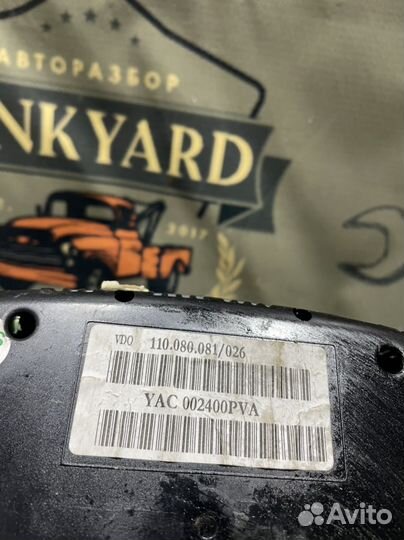 АВТОРАЗБОР
NKYARD
2017
VDO 110.080.081/026
YAC 002400PVA
Avito